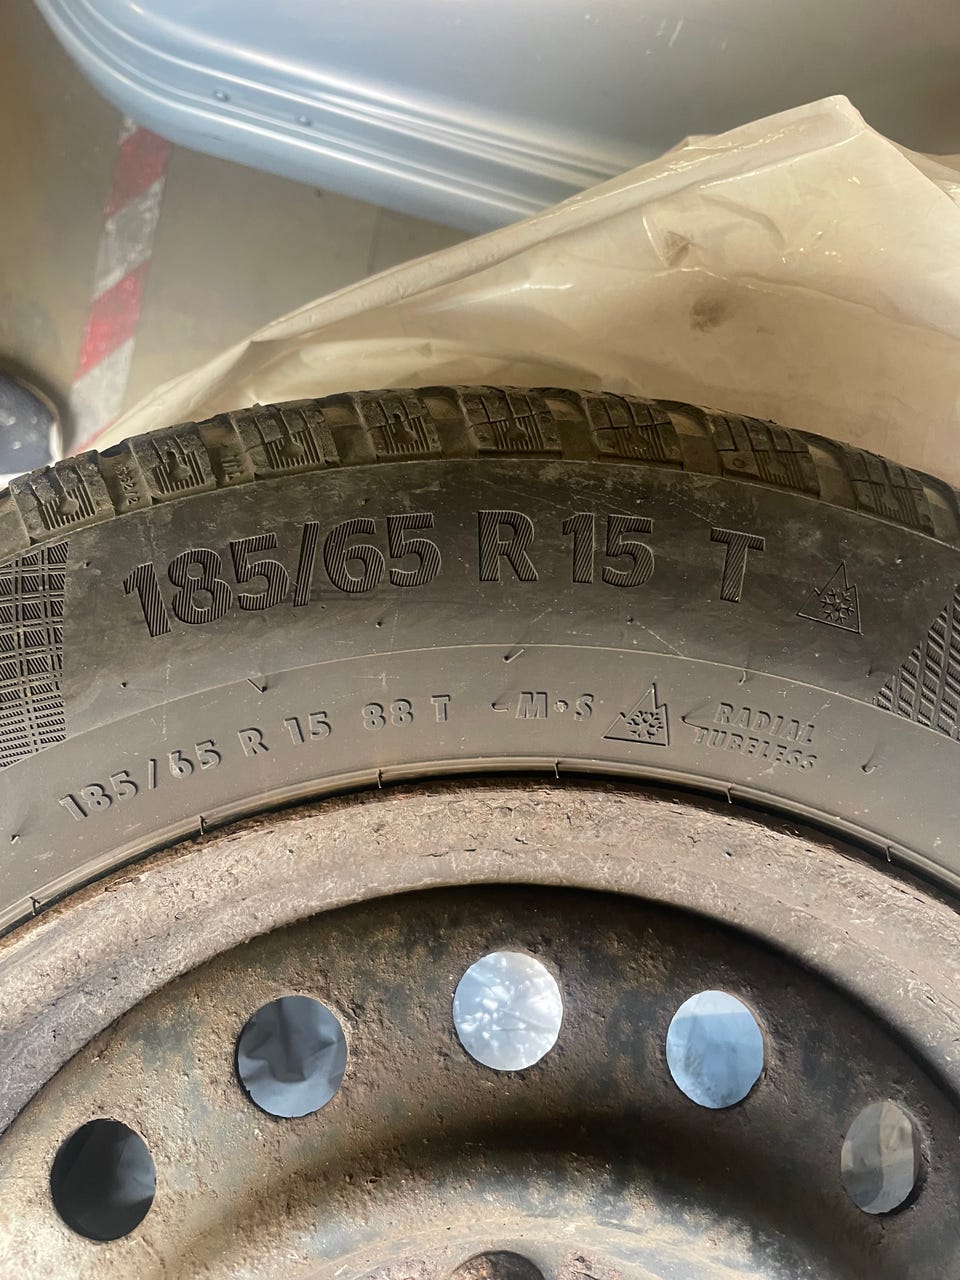 185/65 R 15 T
185/65 R 15 88 T M•S RADIAL
TUBELESS